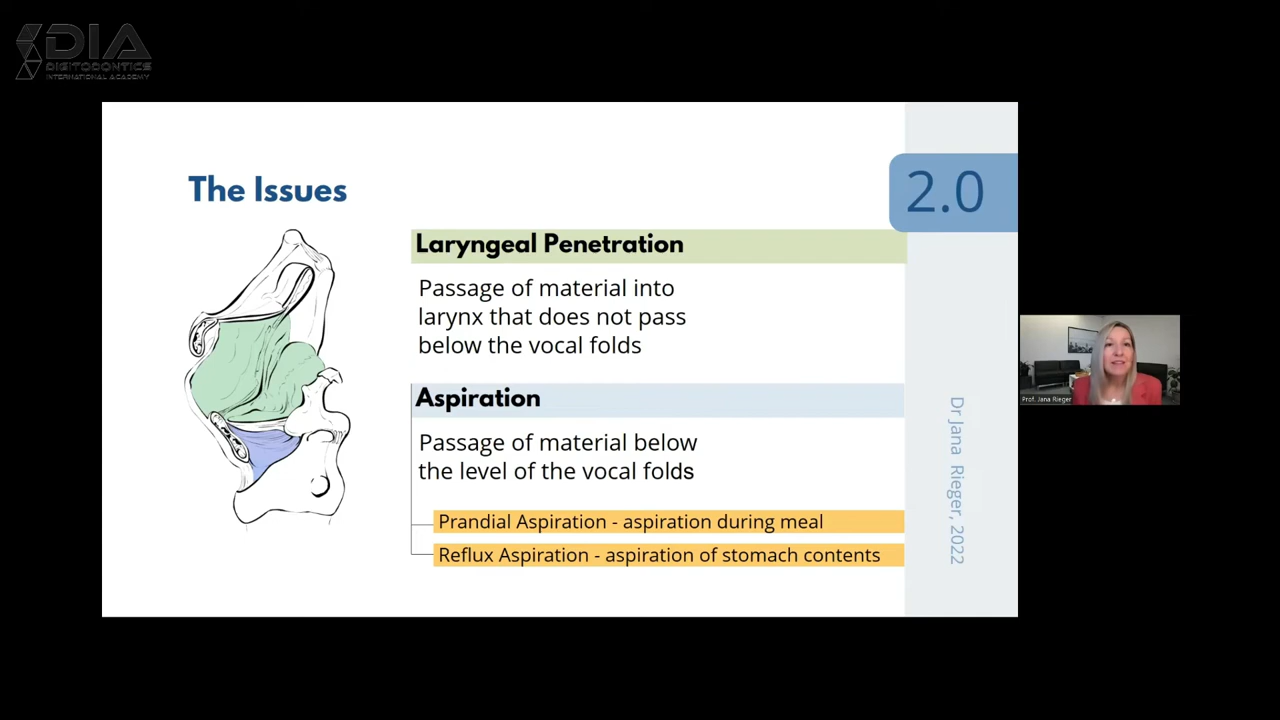 DIA
DIGITODONTICS
INTERNATIONAL ACADEMY
The Issues
2.0
Laryngeal Penetration
Passage of material into
larynx that does not pass
below the vocal folds
Aspiration
Passage of material below
the level of the vocal folds
Prandial Aspiration - aspiration during meal
Reflux Aspiration - aspiration of stomach contents
Dr Jana Rieger, 2022
Prof. Jana Rieger